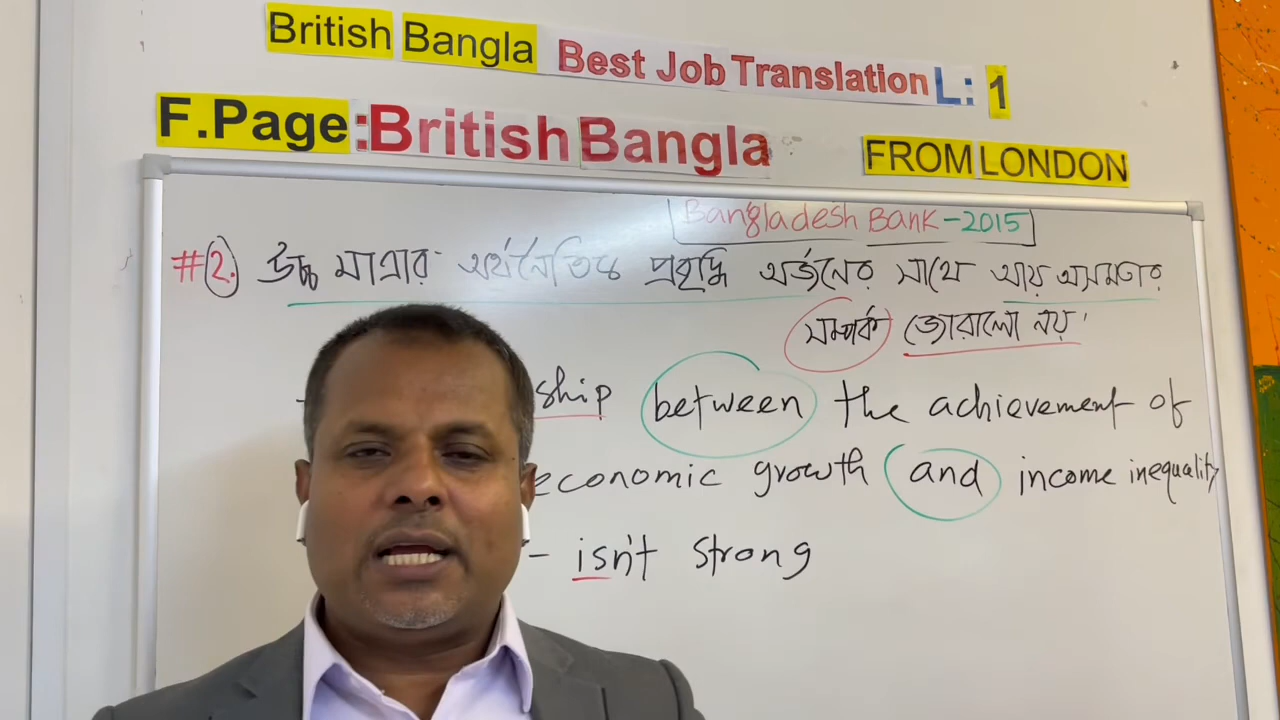 British Bangla Best Job Translation L: 1
F.Page:British Bangla FROM LONDON
Bangladesh Bank-2015
#2. উচ্চ মাত্রার অর্থনৈতিক প্রবৃদ্ধি অর্জনের সাথে আয় অসমতার
সম্পর্ক জোরালো নয়।
ship between the achievement of
economic growth and income inequality
- isn't strong